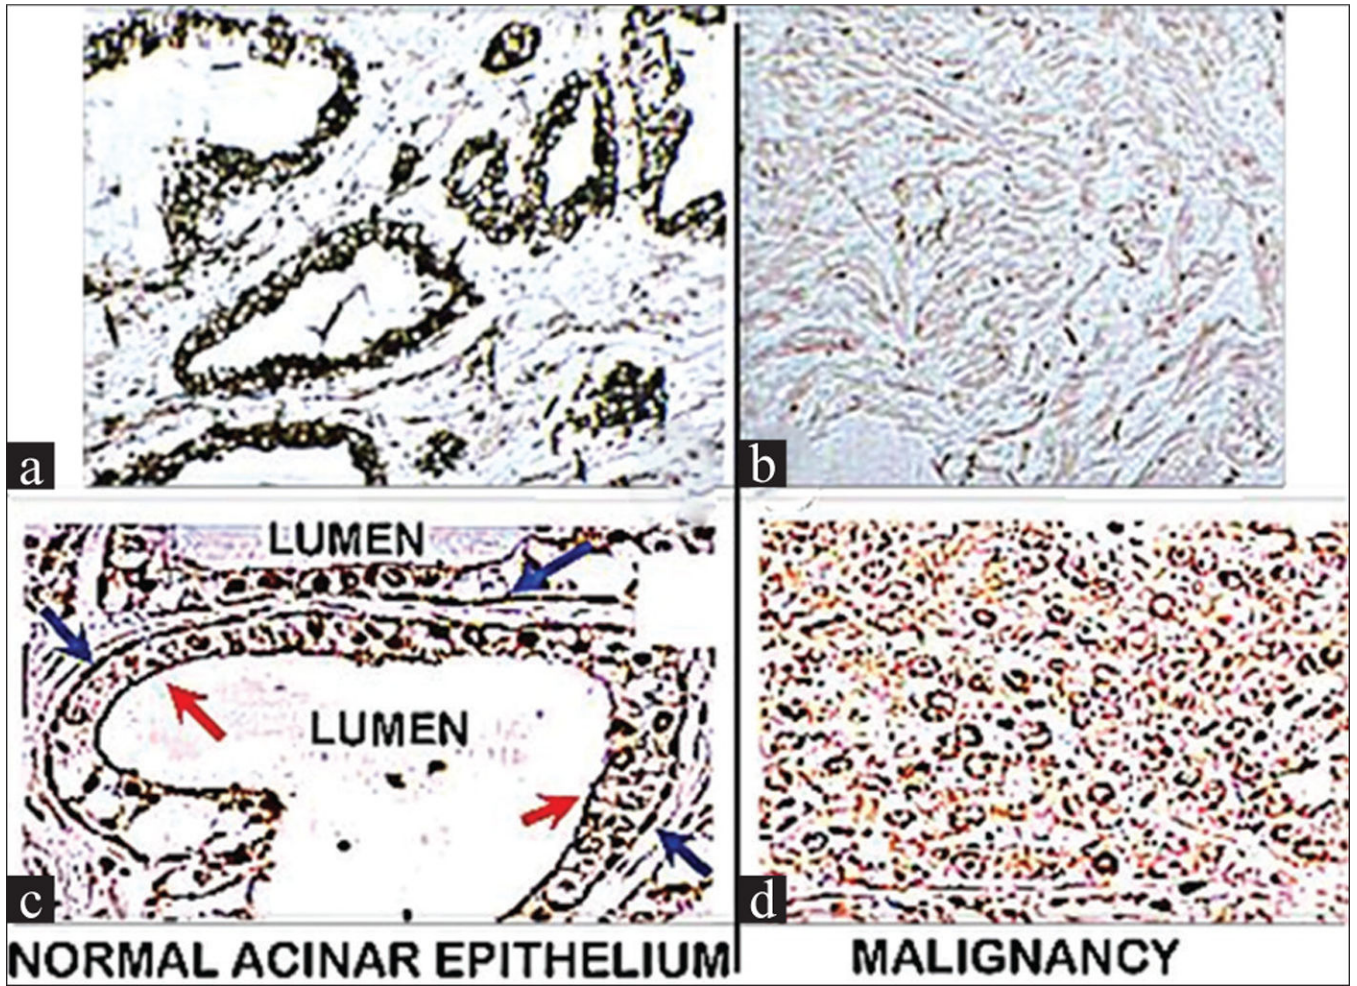 a
b
LUMEN
LUMEN
c
d
NORMAL ACINAR EPITHELIUM
MALIGNANCY